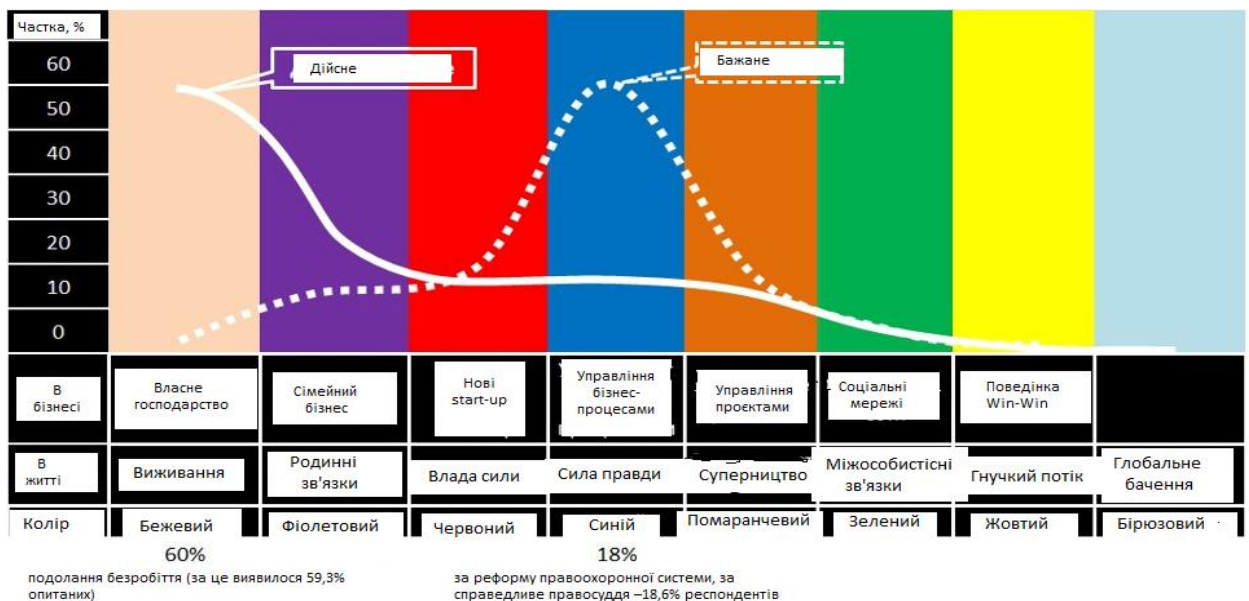 Частка, %
60
50
40
30
20
10
0
Дійсне
Бажане
В
бізнесі
Власне
господарство
Сімейний
бізнес
Нові
start-up
Управління
бізнес-
процесами
Управління
проєктами
Соціальні
мережі
Поведінка
Win-Win
В
житті
Виживання
Родинні
зв'язки
Влада сили
Сила правди
Суперництво
Міжособистісні
зв'язки
Гнучкий потік
Глобальне
бачення
Колір
Бежевий
Фіолетовий
Червоний
Синій
Помаранчевий
Зелений
Жовтий
Бірюзовий
60%
подолання безробіття (за це виявилося 59,3%
опитаних)
18%
за реформу правоохоронної системи, за
справедливе правосуддя –18,6% респондентів